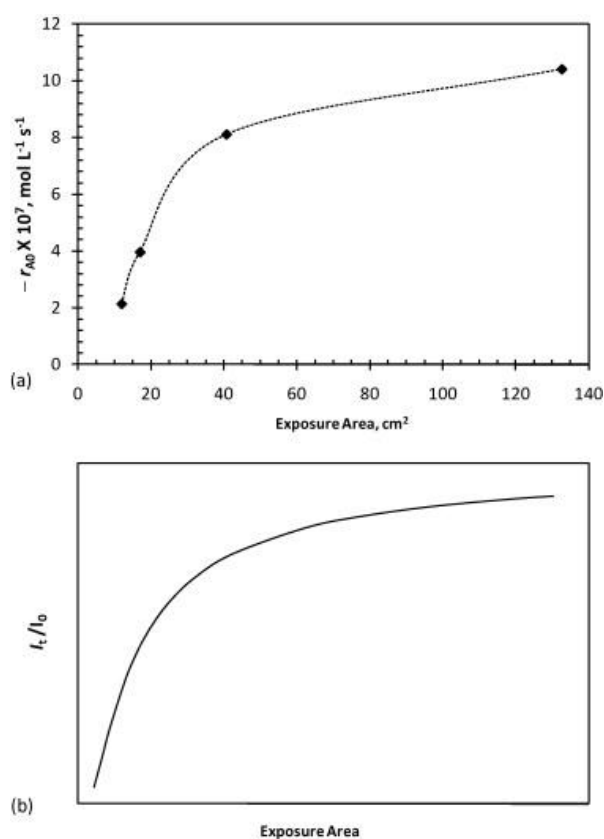 − rA0 X 10⁷, mol L⁻¹ s⁻¹
12
10
8
6
4
2
0
0 20 40 60 80 100 120 140
(a)
Exposure Area, cm²
It /I0
(b)
Exposure Area